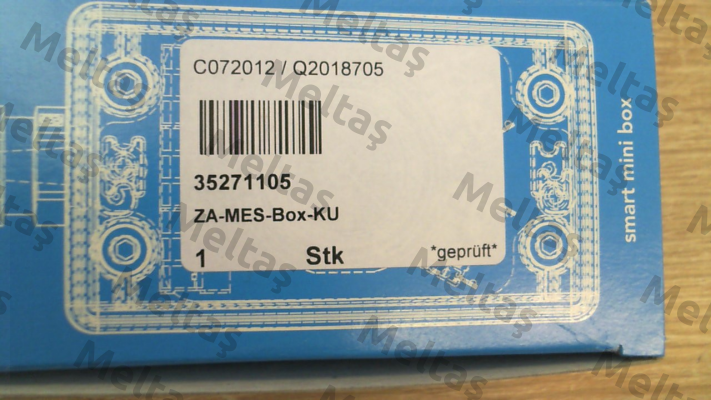 C072012 / Q2018705
35271105
ZA-MES-Box-KU
1 Stk *geprüft*
smart mini box
Meltaş